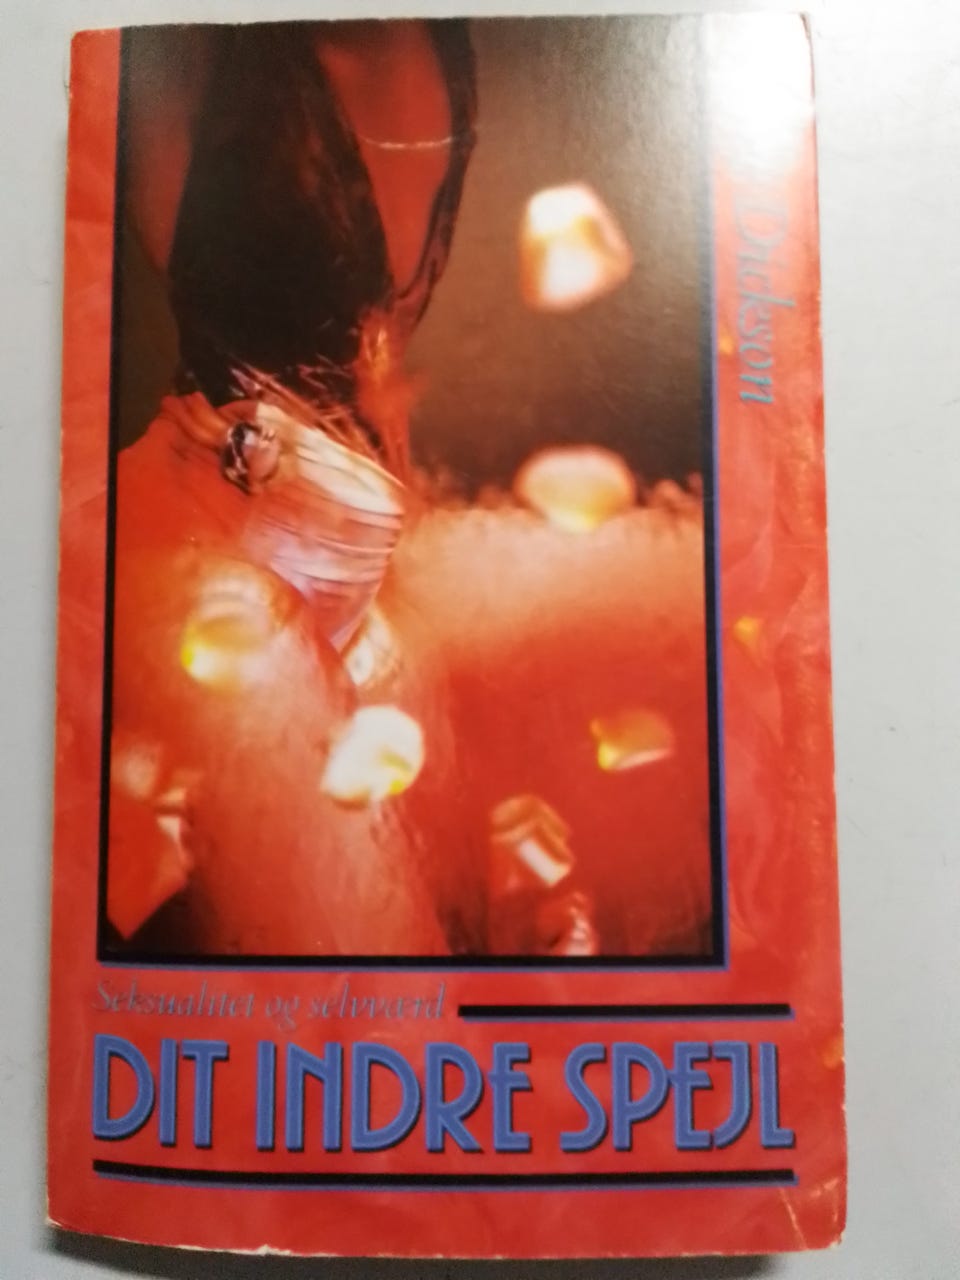 Dickson
Seksualitet og selvværd
DIT INDRE SPEJL